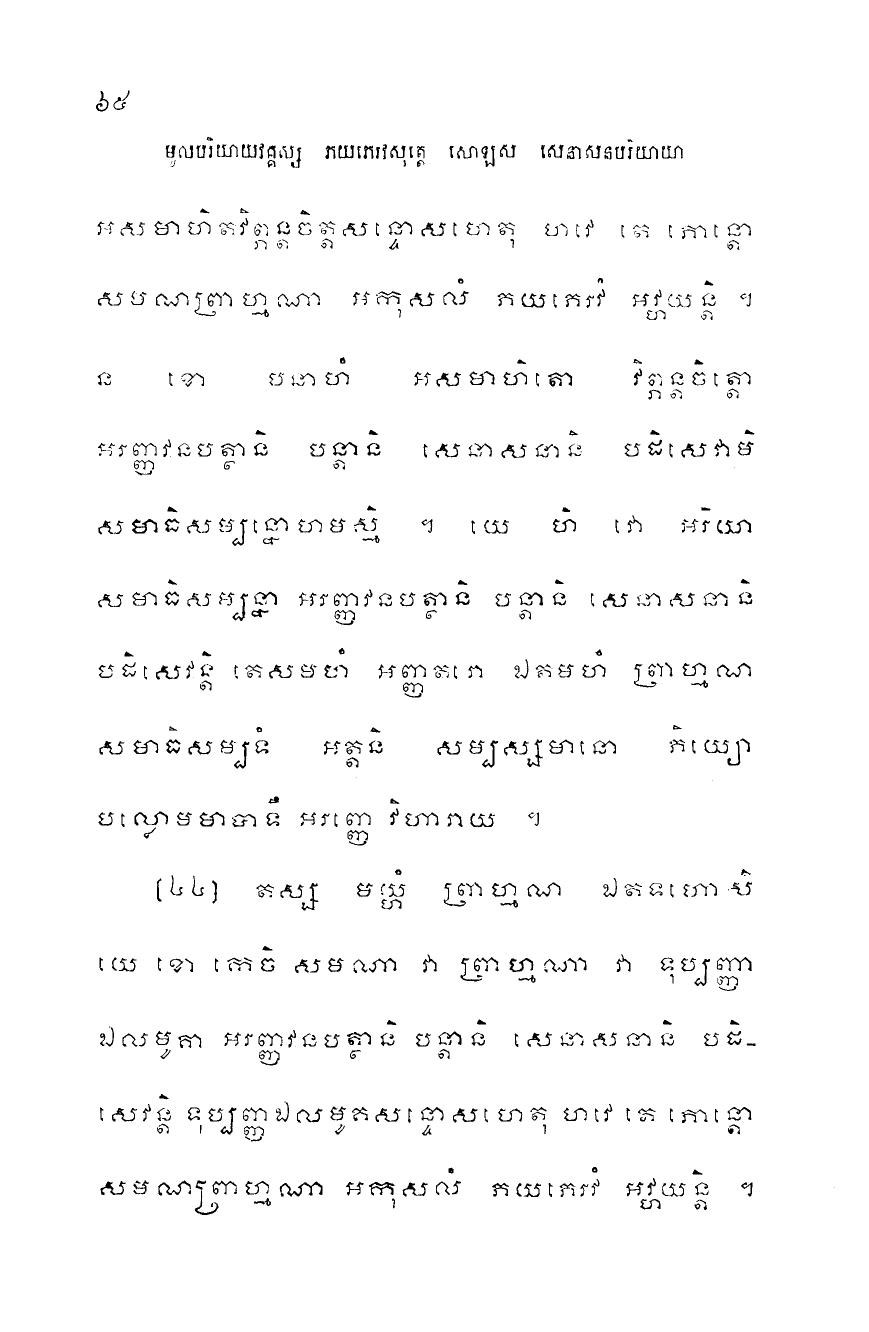 ៦៥
មូលបរិយាយវគ្គស្ស ភយភេរវសុត្តេ សោឡស សេនាសនបរិយាយា
អសមាហិតវិព្ភន្តចិត្តសន្ទោសហេតុ ហវេ តេ ភោន្តោ
សមណព្រាហ្មណា អកុសលំ ភយភេរវំ អវ្ហយន្តិ ។
ន ខោ បនាហំ អសមាហិតោ វិព្ភន្តចិត្តោ
អរញ្ញវនបត្ថានិ បន្តានិ សេនាសនានិ បដិសេវាមិ
សមាធិសម្បន្នោហមស្មិ ។ យេ ហិ វោ អរិយា
សមាធិសម្បន្នា អរញ្ញវនបត្ថានិ បន្តានិ សេនាសនានិ
បដិសេវន្តិ តេសមហំ អញ្ញតរោ ឯតមហំ ព្រាហ្មណ
សមាធិសម្បទំ អត្តនិ សម្បស្សមានោ ភិយ្យោ
បល្លោមមាបាទឹ អរញ្ញេ វិហារាយ ។
[៤៤] តស្ស មយ្ហំ ព្រាហ្មណ ឯតទហោសិ
យេ ខោ កេចិ សមណា វា ព្រាហ្មណា វា ទុប្បញ្ញា
ឯលមូគា អរញ្ញវនបត្ថានិ បន្តានិ សេនាសនានិ បដិ-
សេវន្តិ ទុប្បញ្ញឯលមូគសន្ទោសហេតុ ហវេ តេ ភោន្តោ
សមណព្រាហ្មណា អកុសលំ ភយភេរវំ អវ្ហយន្តិ ។